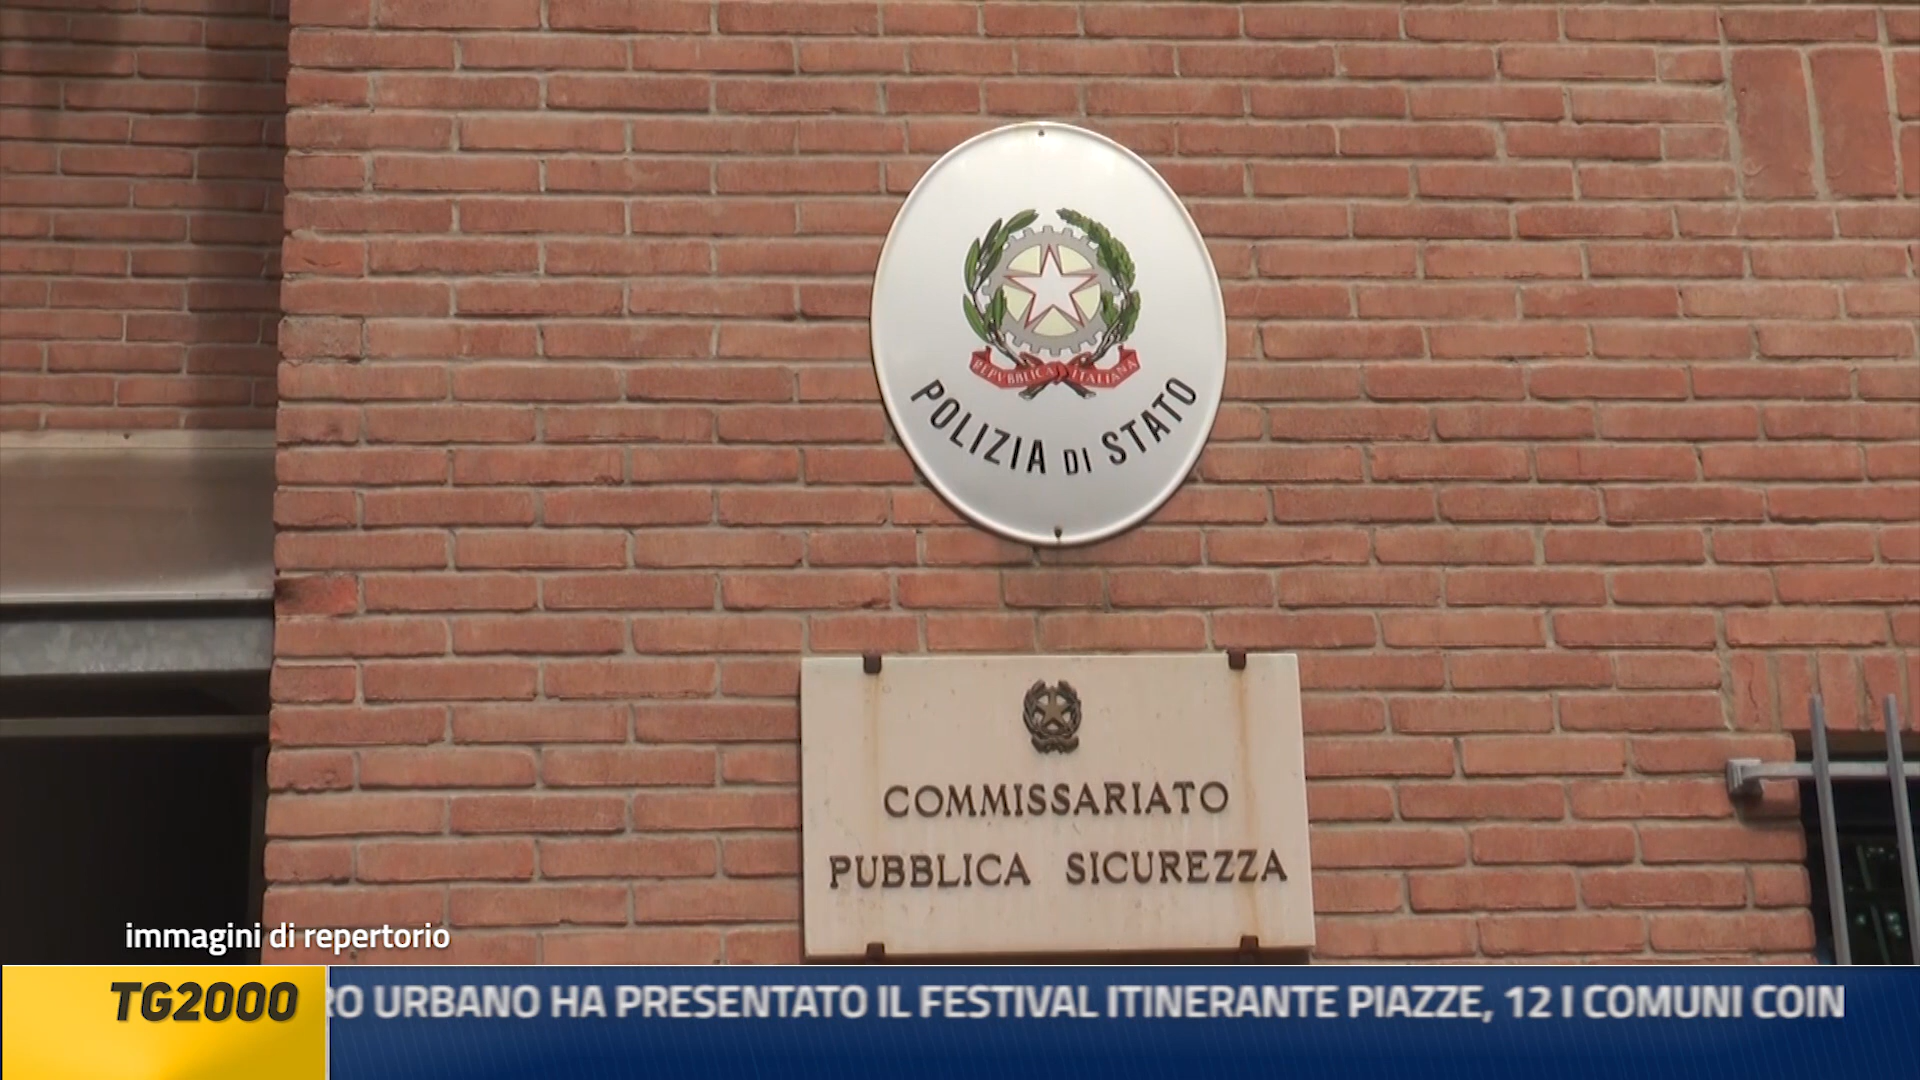 REPVBBLICA ITALIANA
POLIZIA DI STATO
COMMISSARIATO
PUBBLICA SICUREZZA
immagini di repertorio
TG2000
RO URBANO HA PRESENTATO IL FESTIVAL ITINERANTE PIAZZE, 12 I COMUNI COIN